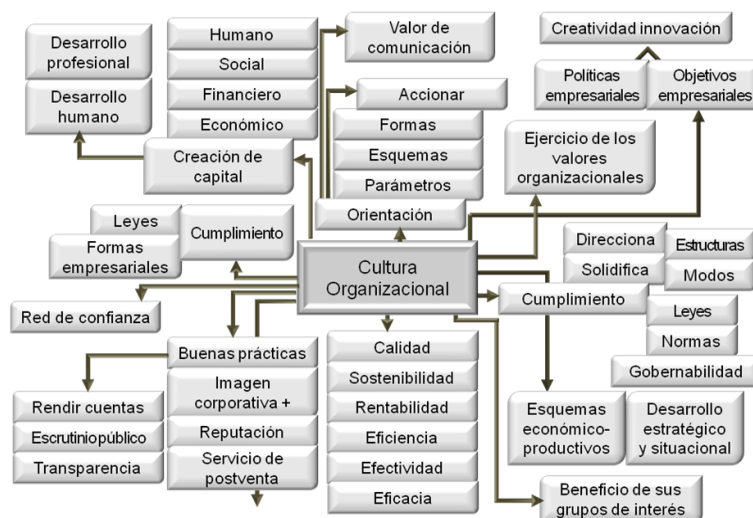 Desarrollo
profesional
Desarrollo
humano
Humano
Social
Financiero
Económico
Creación de
capital
Valor de
comunicación
Accionar
Formas
Esquemas
Parámetros
Orientación
Creatividad innovación
Políticas
empresariales
Objetivos
empresariales
Ejercicio de los
valores
organizacionales
Leyes
Formas
empresariales
Cumplimiento
Cultura
Organizacional
Direcciona
Solidifica
Estructuras
Modos
Cumplimiento
Leyes
Normas
Gobernabilidad
Red de confianza
Buenas prácticas
Imagen
corporativa +
Reputación
Servicio de
postventa
Rendir cuentas
Escrutinio público
Transparencia
Calidad
Sostenibilidad
Rentabilidad
Eficiencia
Efectividad
Eficacia
Esquemas
económico-
productivos
Desarrollo
estratégico
y situacional
Beneficio de sus
grupos de interés